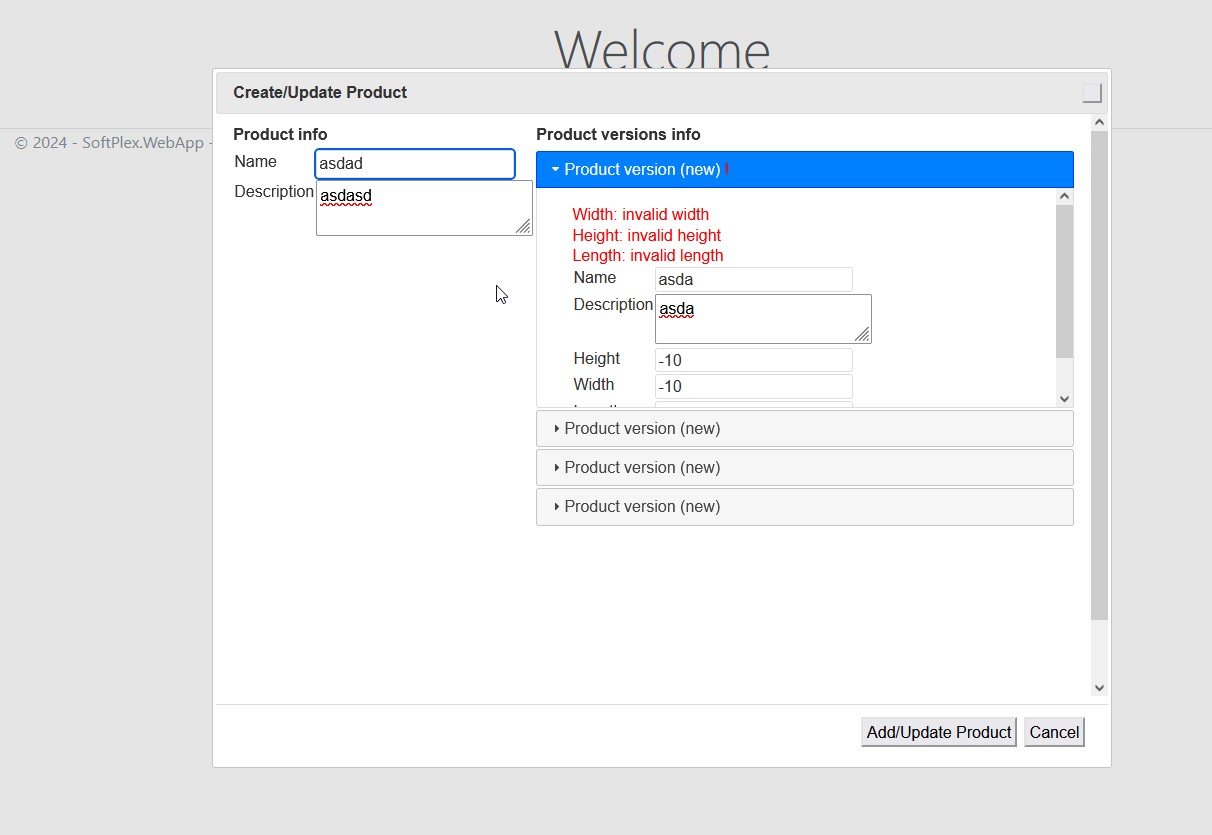 Welcome
Create/Update Product
© 2024 - SoftPlex.WebApp -
Product info
Name asdad
Description asdasd
Product versions info
Product version (new) !
Width: invalid width
Height: invalid height
Length: invalid length
Name asda
Description asda
Height -10
Width -10
Product version (new)
Product version (new)
Product version (new)
Add/Update Product Cancel